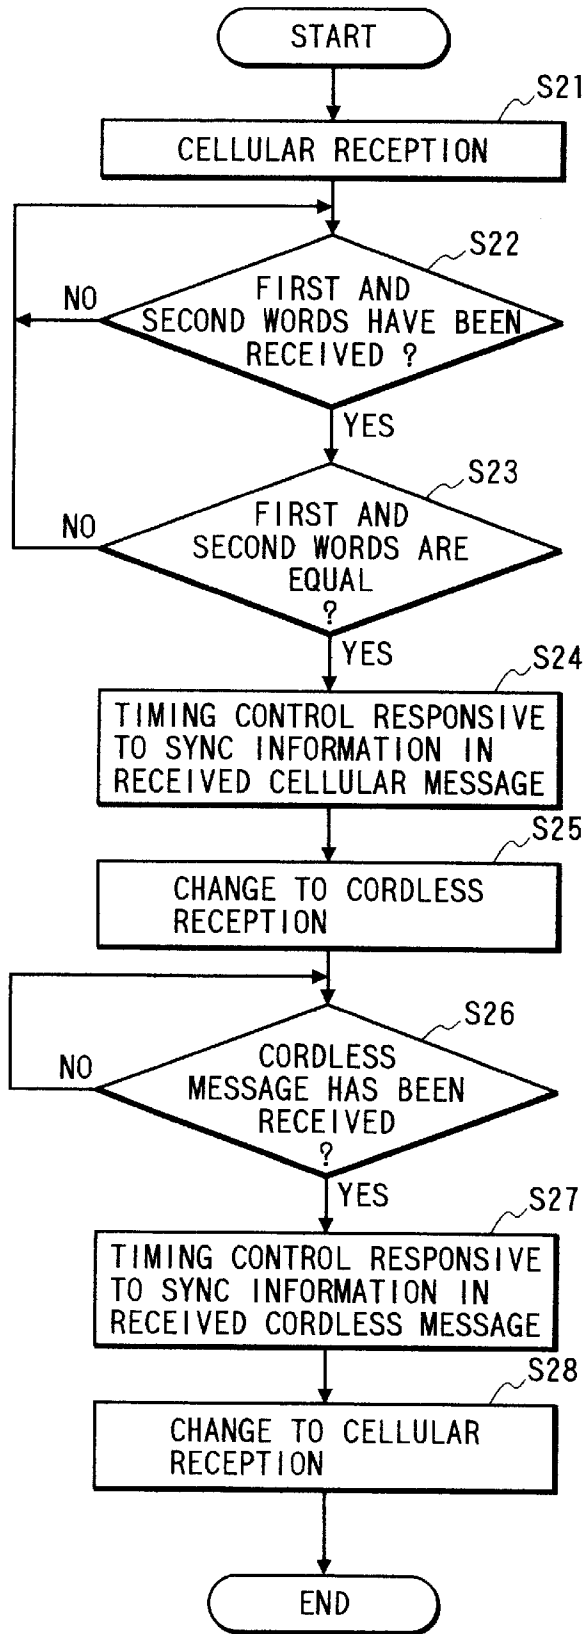 START
S21
CELLULAR RECEPTION
S22
FIRST AND
SECOND WORDS HAVE BEEN
RECEIVED ?
NO
YES
S23
FIRST AND
SECOND WORDS ARE
EQUAL
?
NO
YES
S24
TIMING CONTROL RESPONSIVE
TO SYNC INFORMATION IN
RECEIVED CELLULAR MESSAGE
S25
CHANGE TO CORDLESS
RECEPTION
S26
CORDLESS
MESSAGE HAS BEEN
RECEIVED
?
NO
YES
S27
TIMING CONTROL RESPONSIVE
TO SYNC INFORMATION IN
RECEIVED CORDLESS MESSAGE
S28
CHANGE TO CELLULAR
RECEPTION
END